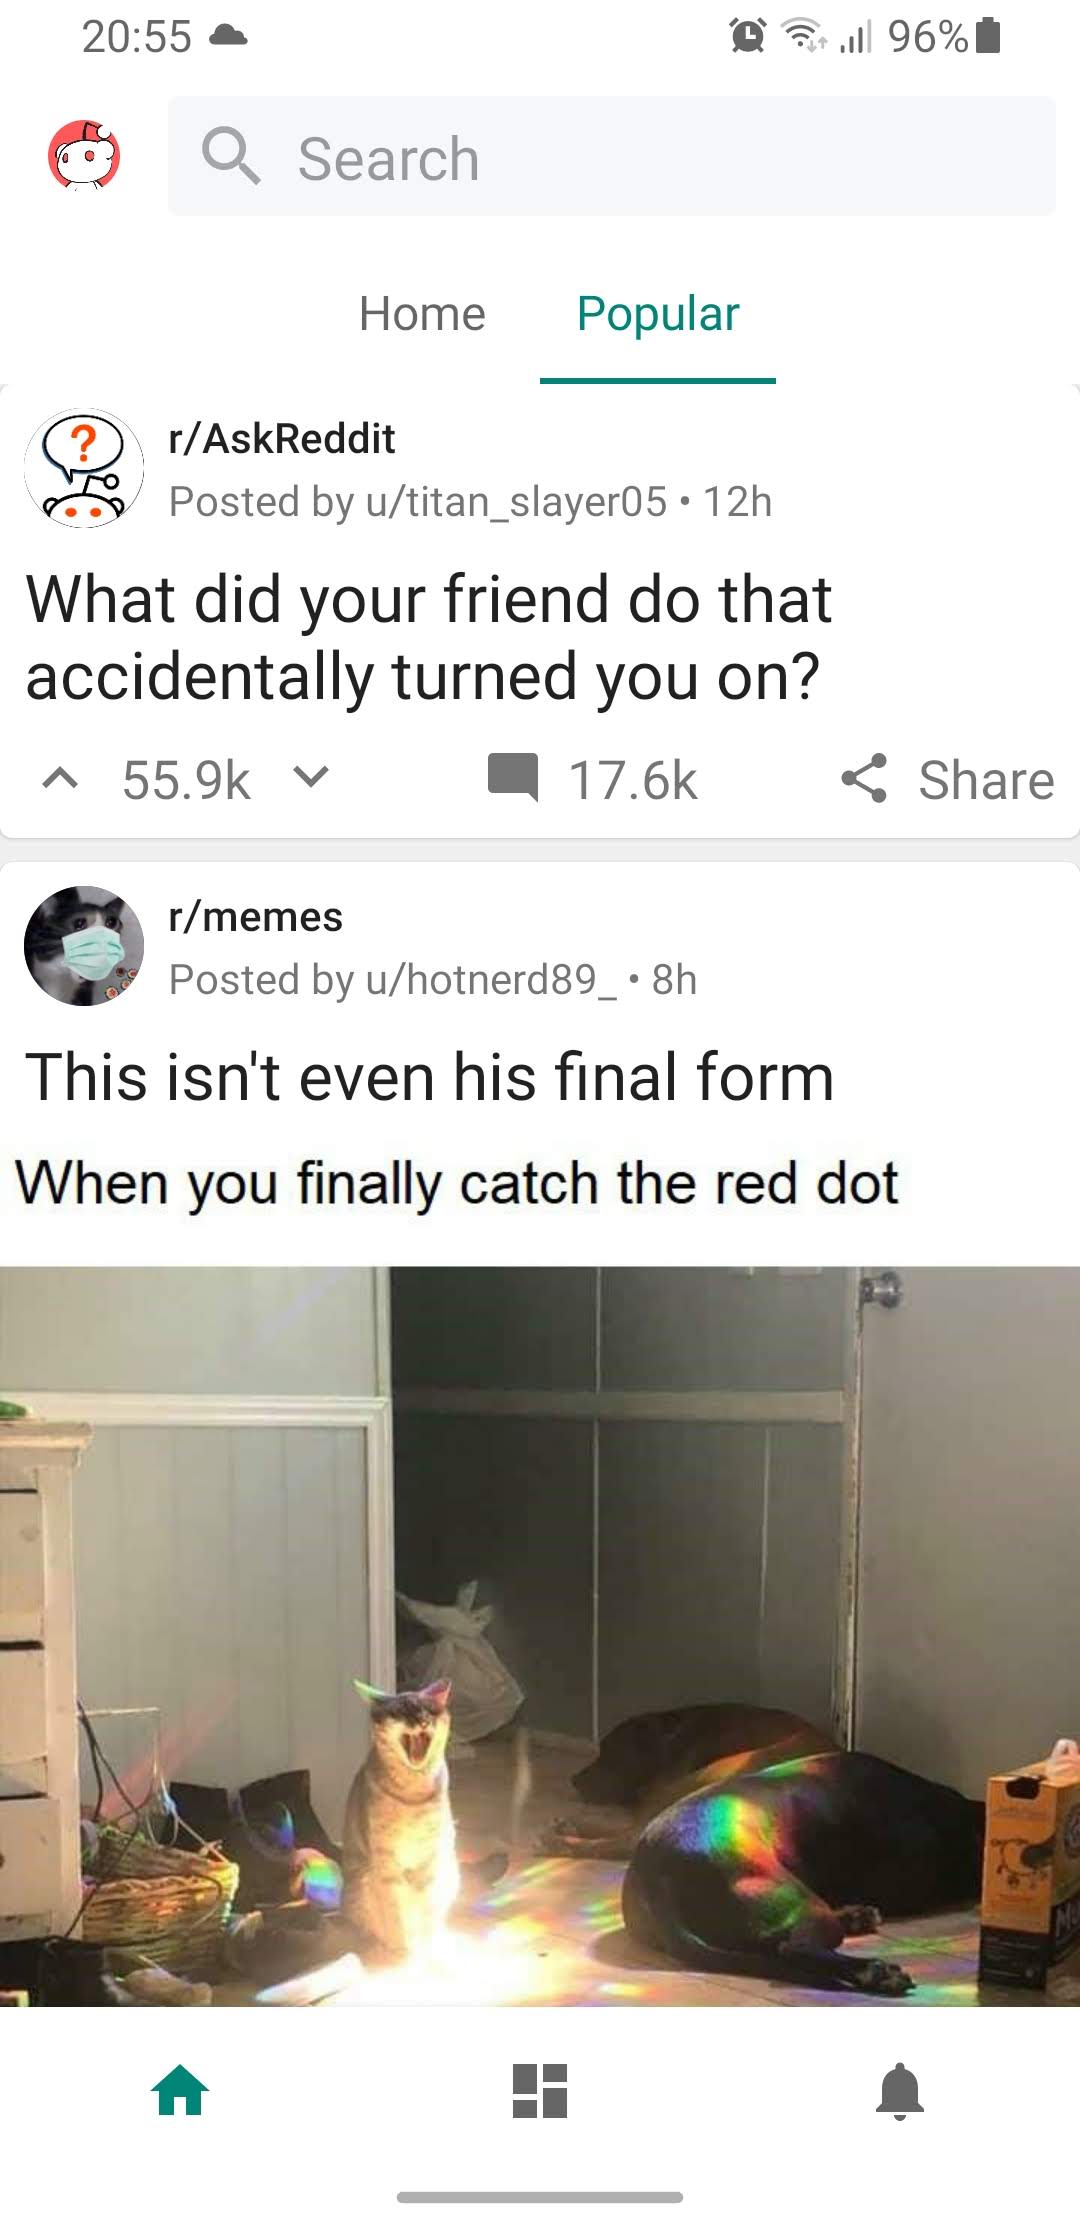 20:55 96%
Search
Home Popular
r/AskReddit
Posted by u/titan_slayer05 • 12h
What did your friend do that
accidentally turned you on?
55.9k 17.6k Share
r/memes
Posted by u/hotnerd89_ • 8h
This isn't even his final form
When you finally catch the red dot